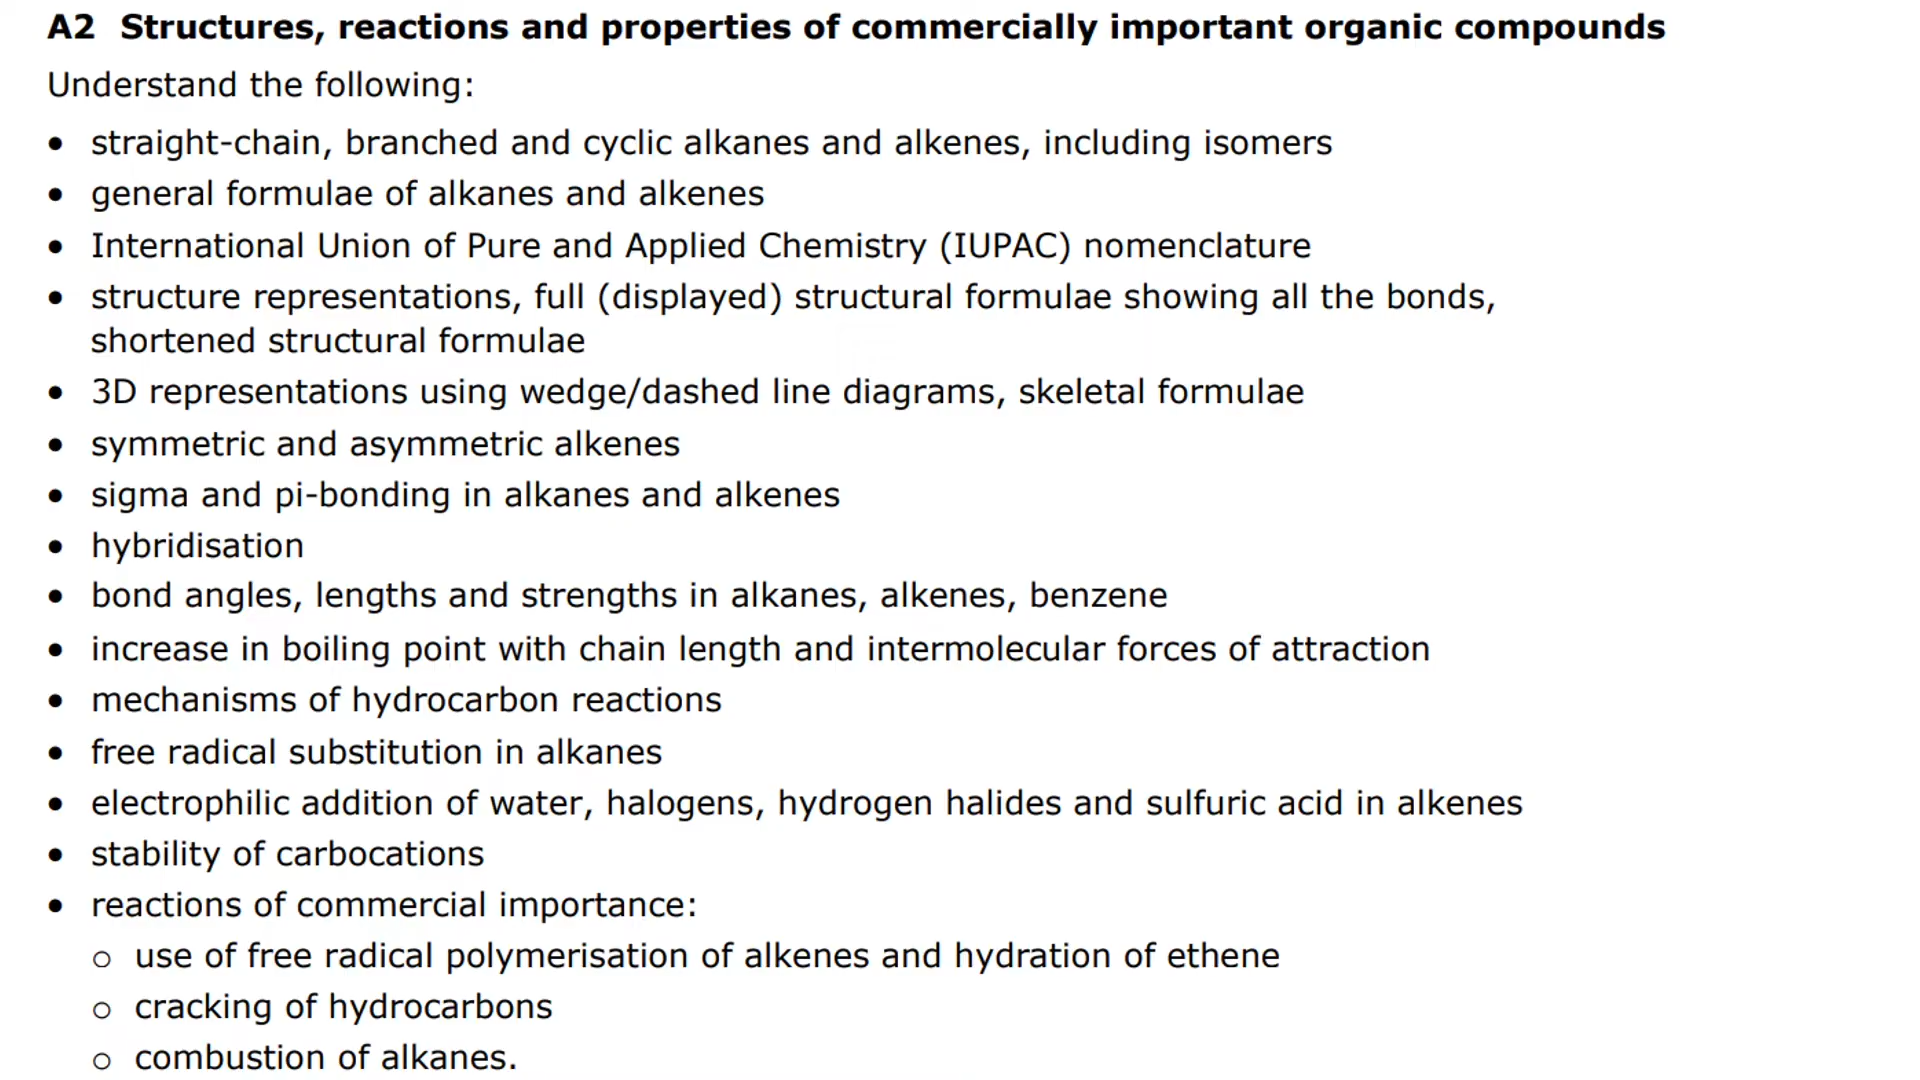 A2 Structures, reactions and properties of commercially important organic compounds
Understand the following:
• straight-chain, branched and cyclic alkanes and alkenes, including isomers
• general formulae of alkanes and alkenes
• International Union of Pure and Applied Chemistry (IUPAC) nomenclature
• structure representations, full (displayed) structural formulae showing all the bonds,
shortened structural formulae
• 3D representations using wedge/dashed line diagrams, skeletal formulae
• symmetric and asymmetric alkenes
• sigma and pi-bonding in alkanes and alkenes
• hybridisation
• bond angles, lengths and strengths in alkanes, alkenes, benzene
• increase in boiling point with chain length and intermolecular forces of attraction
• mechanisms of hydrocarbon reactions
• free radical substitution in alkanes
• electrophilic addition of water, halogens, hydrogen halides and sulfuric acid in alkenes
• stability of carbocations
• reactions of commercial importance:
○ use of free radical polymerisation of alkenes and hydration of ethene
○ cracking of hydrocarbons
○ combustion of alkanes.